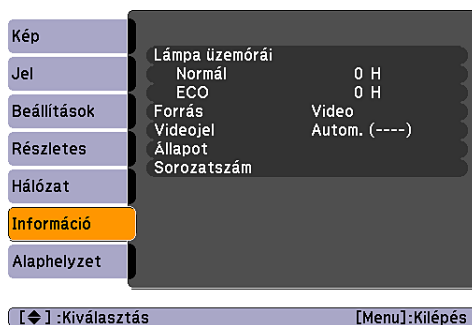 Kép
Jel
Beállítások
Részletes
Hálózat
Információ
Alaphelyzet
Lámpa üzemórái
Normál 0 H
ECO 0 H
Forrás Video
Videojel Autom. (----)
Állapot
Sorozatszám
[◆] :Kiválasztás [Menu]:Kilépés